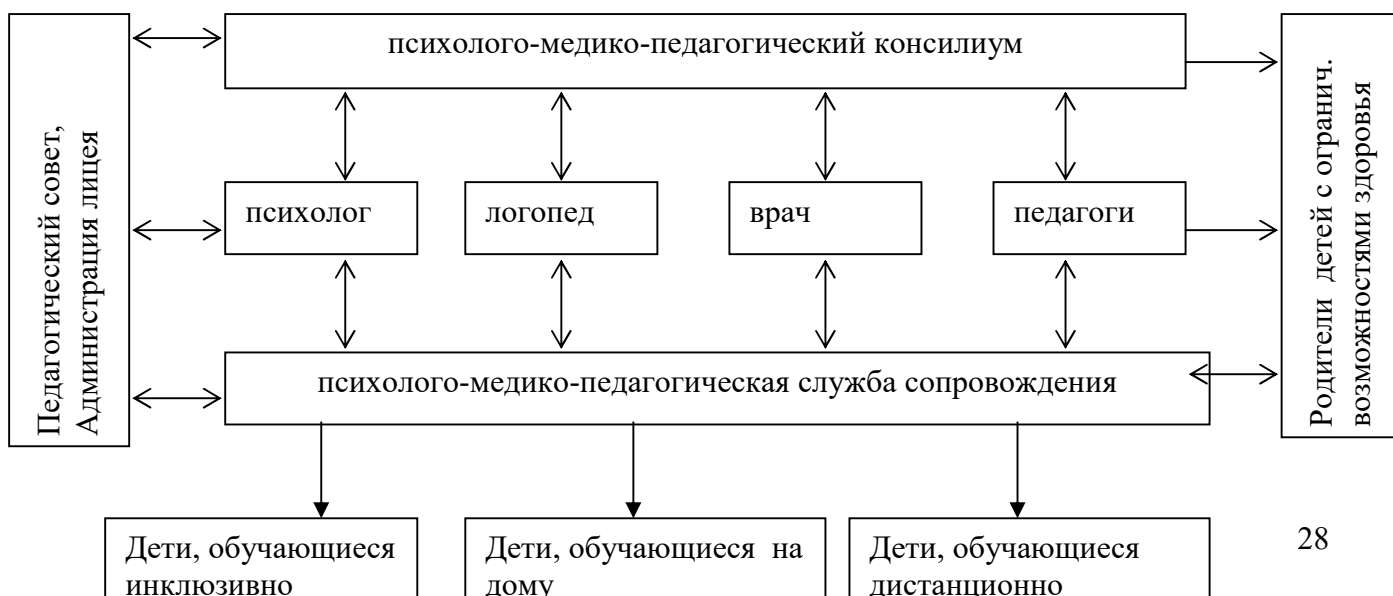 психолого-медико-педагогический консилиум
Педагогический совет,
Администрация лицея
Родители детей с огранич.
возможностями здоровья
психолог
логопед
врач
педагоги
психолого-медико-педагогическая служба сопровождения
Дети, обучающиеся
инклюзивно
Дети, обучающиеся на
дому
Дети, обучающиеся
дистанционно
28